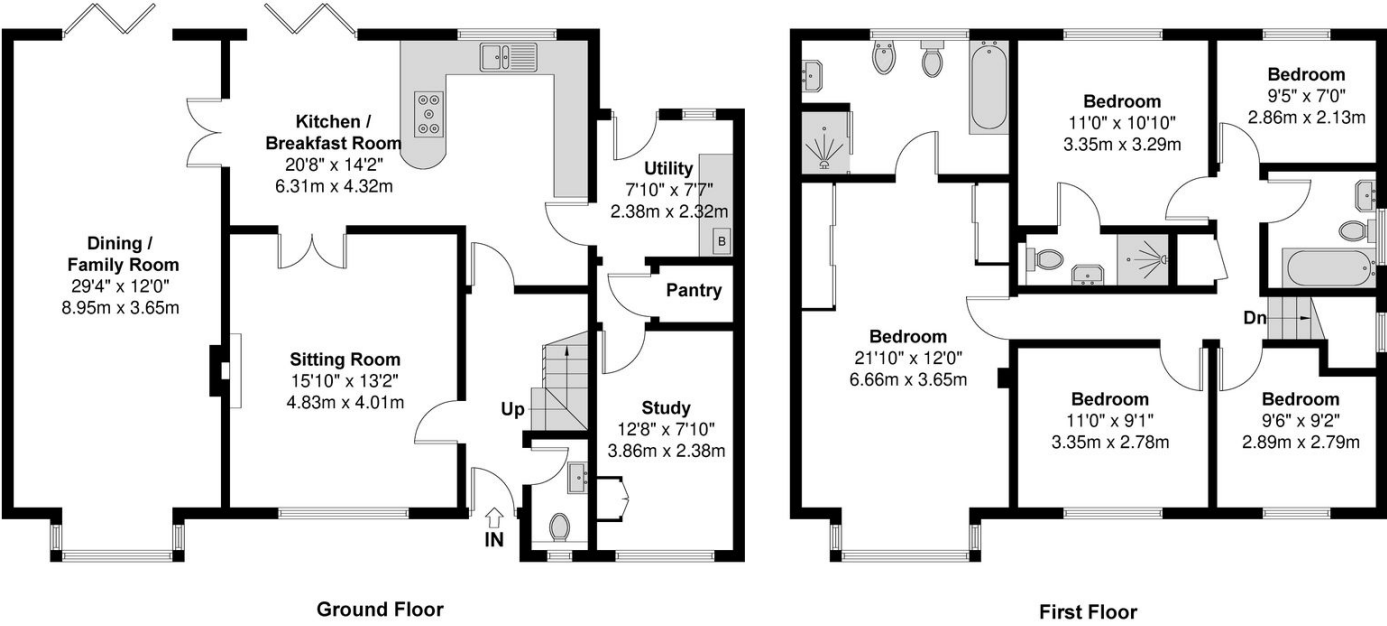 Dining /
Family Room
29'4" x 12'0"
8.95m x 3.65m
Kitchen /
Breakfast Room
20'8" x 14'2"
6.31m x 4.32m
Utility
7'10" x 7'7"
2.38m x 2.32m
B
Pantry
Sitting Room
15'10" x 13'2"
4.83m x 4.01m
Up
Study
12'8" x 7'10"
3.86m x 2.38m
IN
Ground Floor
Bedroom
11'0" x 10'10"
3.35m x 3.29m
Bedroom
9'5" x 7'0"
2.86m x 2.13m
Dn
Bedroom
21'10" x 12'0"
6.66m x 3.65m
Bedroom
11'0" x 9'1"
3.35m x 2.78m
Bedroom
9'6" x 9'2"
2.89m x 2.79m
First Floor